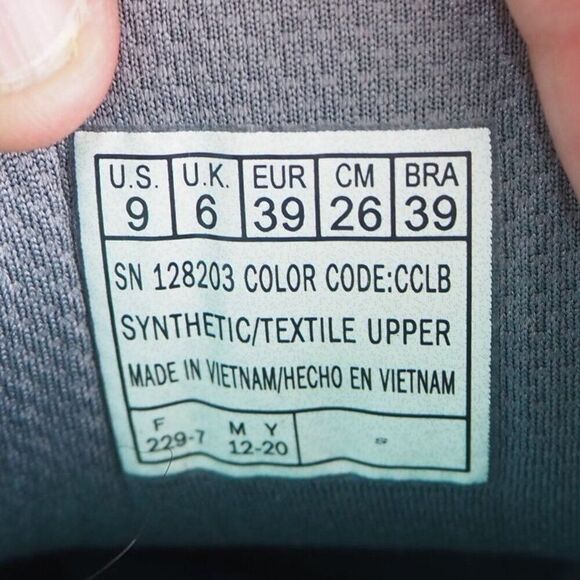 U.S. U.K. EUR CM BRA
9 6 39 26 39
SN 128203 COLOR CODE:CCLB
SYNTHETIC/TEXTILE UPPER
MADE IN VIETNAM/HECHO EN VIETNAM
F M Y
229-7 12-20